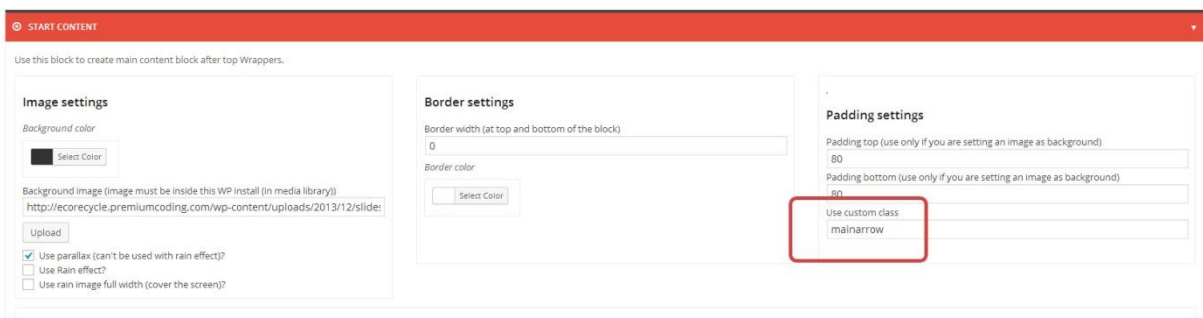 START CONTENT
Use this block to create main content block after top Wrappers.
Image settings
Background color
Select Color
Background image (image must be inside this WP install (in media library))
http://ecorecycle.premiumcoding.com/wp-content/uploads/2013/12/slides
Upload
Use parallax (can't be used with rain effect)?
Use Rain effect?
Use rain image full width (cover the screen)?
Border settings
Border width (at top and bottom of the block)
0
Border color
Select Color
,
Padding settings
Padding top (use only if you are setting an image as background)
80
Padding bottom (use only if you are setting an image as background)
80
Use custom class
mainarrow